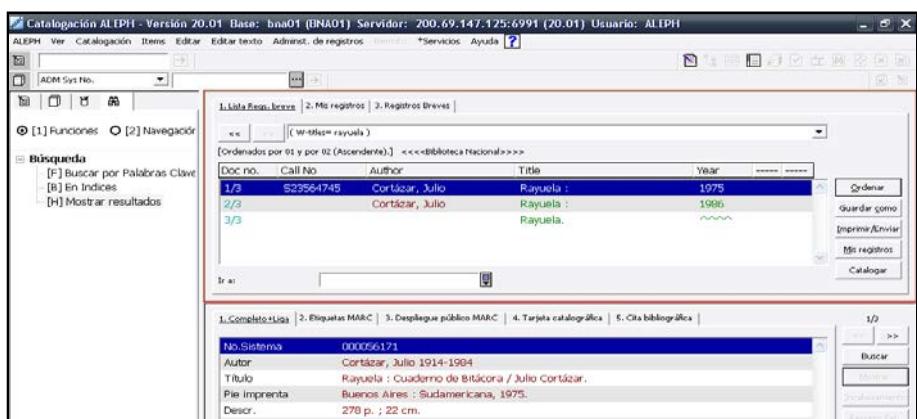 Catalogación ALEPH - Versión 20.01 Base: bna01 (BNA01) Servidor: 200.69.147.125:6991 (20.01) Usuario: ALEPH
ALEPH Ver Catalogación Items Editar Editar texto Adminst. de registros *Servicios Ayuda ?
ADM Sys No.
[1] Funciones [2] Navegación
Búsqueda
[F] Buscar por Palabras Clave
[B] En Indices
[H] Mostrar resultados
1. Lista Regs. breve 2. Mis registros 3. Registros Breves
<< ( W-titles= rayuela )
[Ordenados por 01 y por 02 (Ascendente).] <<<<Biblioteca Nacional>>>>
Doc no. Call No Author Title Year ----- -----
1/3 S23564745 Cortázar, Julio Rayuela : 1975
2/3 Cortázar, Julio Rayuela : 1986
3/3 Rayuela. ^^^^
Ordenar
Guardar como
Imprimir/Enviar
Mis registros
Catalogar
Ir a:
1. Completo+Liga 2. Etiquetas MARC 3. Despliegue público MARC 4. Tarjeta catalográfica 5. Cita bibliográfica
No.Sistema 000056171
Autor Cortázar, Julio 1914-1984
Título Rayuela : Cuaderno de Bitácora / Julio Cortázar.
Pie imprenta Buenos Aires : Sudamericana, 1975.
Descr. 278 p. ; 22 cm.
>>
Buscar